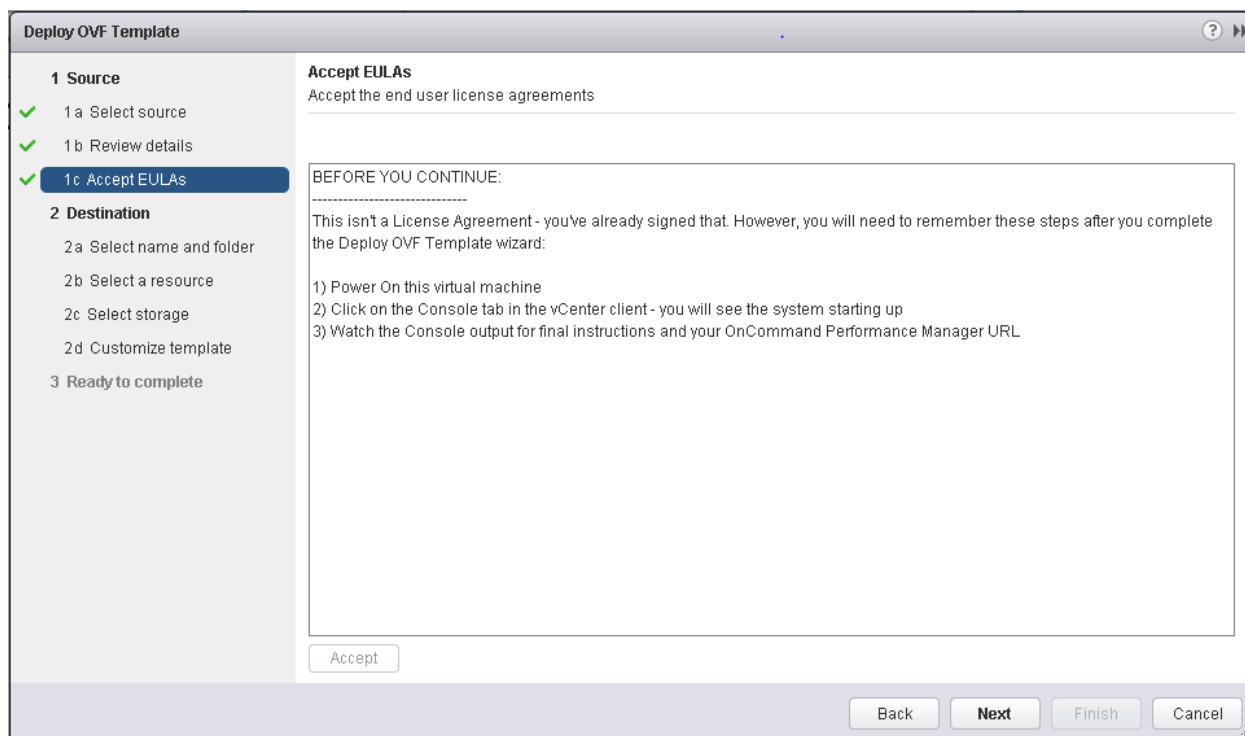 Deploy OVF Template
?
1 Source
1a Select source
1b Review details
1c Accept EULAs
2 Destination
2a Select name and folder
2b Select a resource
2c Select storage
2d Customize template
3 Ready to complete
Accept EULAs
Accept the end user license agreements
BEFORE YOU CONTINUE:
------------------------------
This isn't a License Agreement - you've already signed that. However, you will need to remember these steps after you complete
the Deploy OVF Template wizard:
1) Power On this virtual machine
2) Click on the Console tab in the vCenter client - you will see the system starting up
3) Watch the Console output for final instructions and your OnCommand Performance Manager URL
Accept
Back
Next
Finish
Cancel